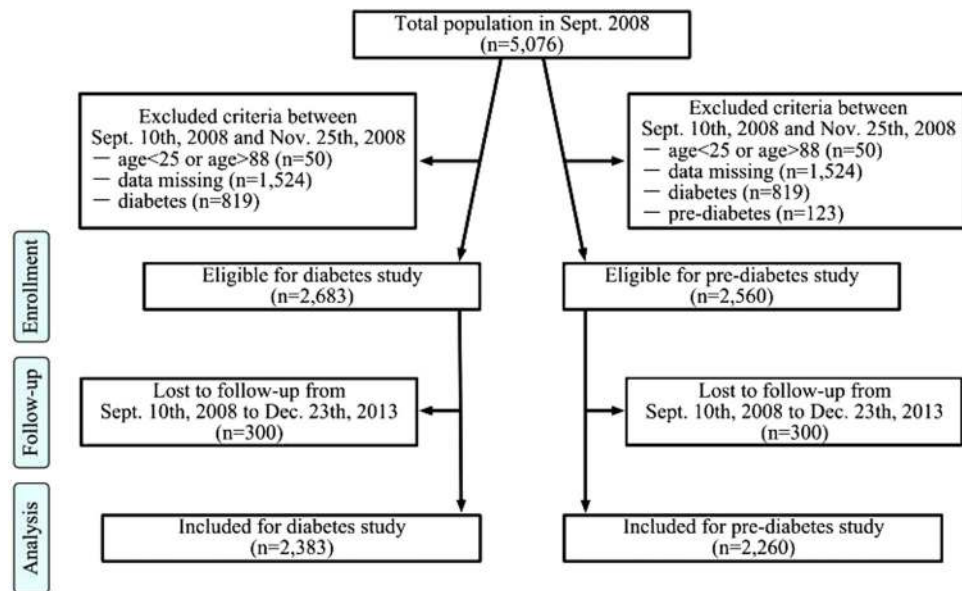 Total population in Sept. 2008
(n=5,076)
Excluded criteria between
Sept. 10th, 2008 and Nov. 25th, 2008
— age<25 or age>88 (n=50)
— data missing (n=1,524)
— diabetes (n=819)
Excluded criteria between
Sept. 10th, 2008 and Nov. 25th, 2008
— age<25 or age>88 (n=50)
— data missing (n=1,524)
— diabetes (n=819)
— pre-diabetes (n=123)
Enrollment
Eligible for diabetes study
(n=2,683)
Eligible for pre-diabetes study
(n=2,560)
Follow-up
Lost to follow-up from
Sept. 10th, 2008 to Dec. 23th, 2013
(n=300)
Lost to follow-up from
Sept. 10th, 2008 to Dec. 23th, 2013
(n=300)
Analysis
Included for diabetes study
(n=2,383)
Included for pre-diabetes study
(n=2,260)